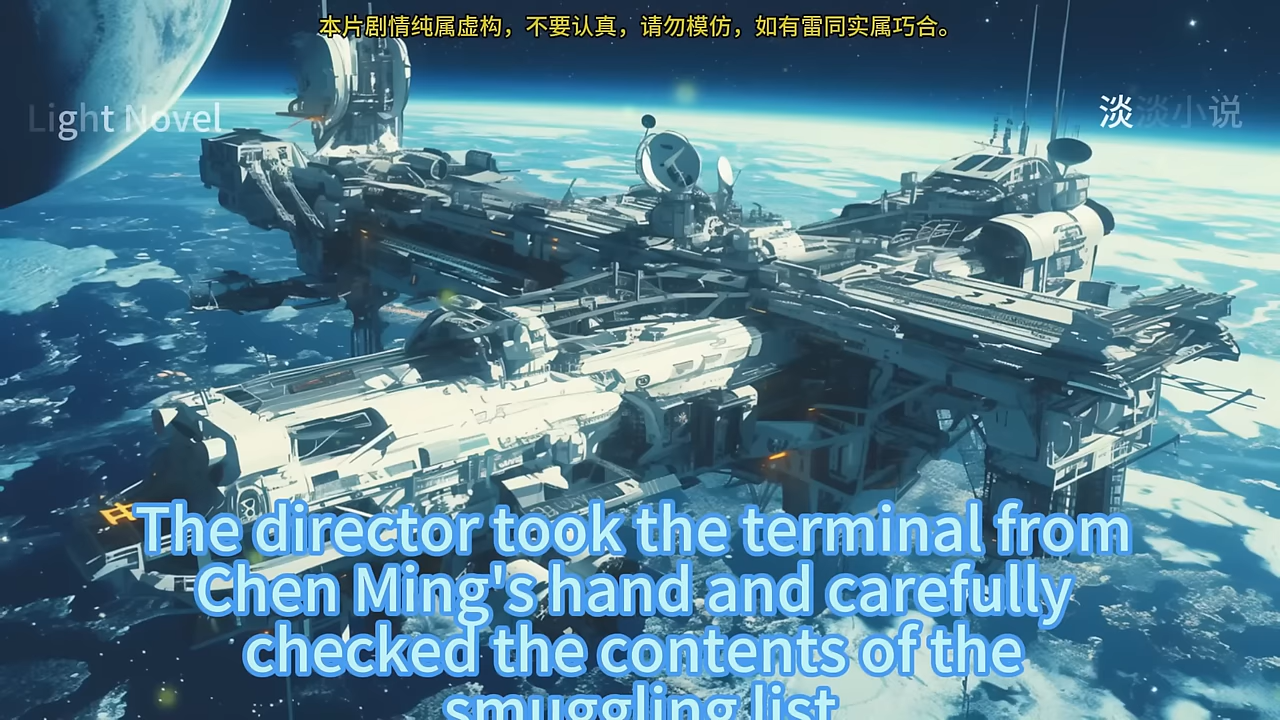 本片剧情纯属虚构，不要认真，请勿模仿，如有雷同实属巧合。
Light Novel
淡淡小说
The director took the terminal from
Chen Ming's hand and carefully
checked the contents of the
smuggling list